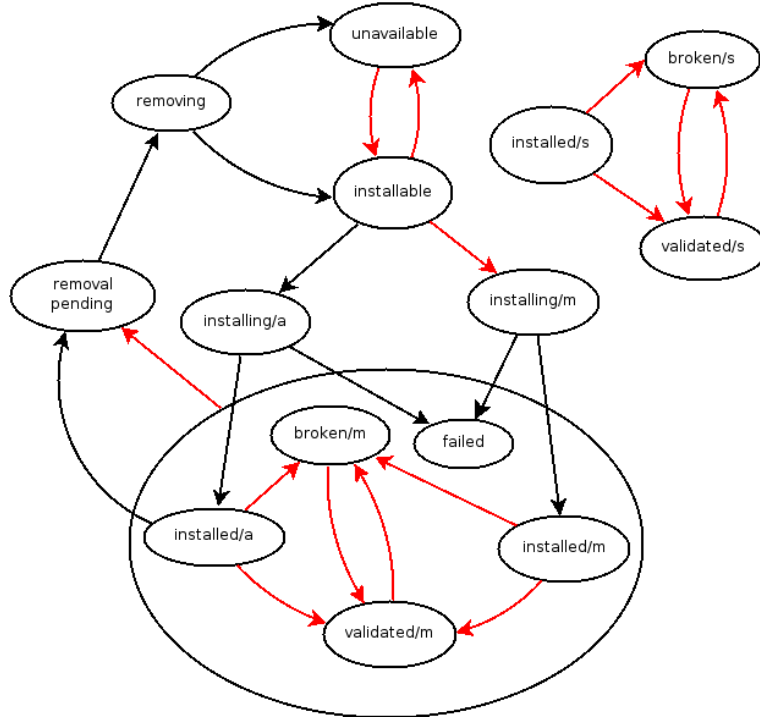 unavailable
broken/s
removing
installed/s
installable
validated/s
removal
pending
installing/a
installing/m
broken/m
failed
installed/a
installed/m
validated/m